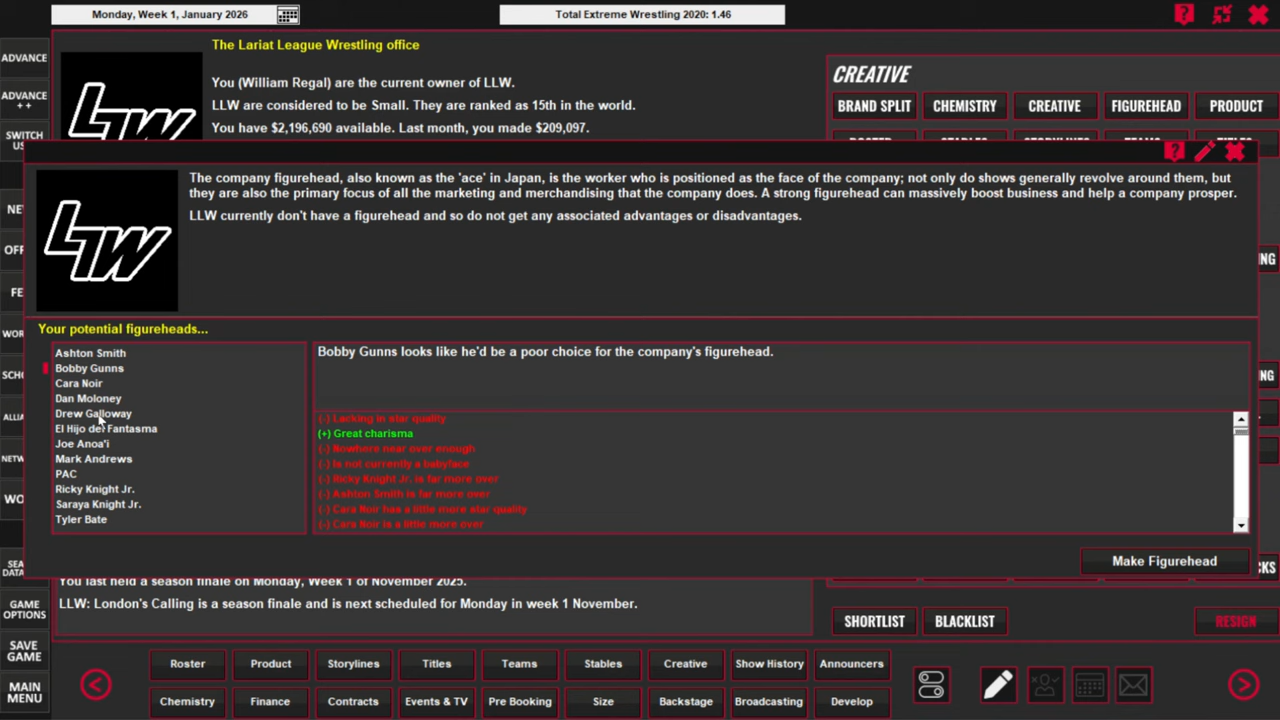 Monday, Week 1, January 2026
Total Extreme Wrestling 2020: 1.46
ADVANCE
ADVANCE
++
SWITCH
The Lariat League Wrestling office
You (William Regal) are the current owner of LLW.
LLW are considered to be Small. They are ranked as 15th in the world.
You have $2,196,690 available. Last month, you made $209,097.
LLW
CREATIVE
BRAND SPLIT
CHEMISTRY
CREATIVE
FIGUREHEAD
PRODUCT
The company figurehead, also known as the 'ace' in Japan, is the worker who is positioned as the face of the company; not only do shows generally revolve around them, but
they are also the primary focus of all the marketing and merchandising that the company does. A strong figurehead can massively boost business and help a company prosper.
LLW currently don't have a figurehead and so do not get any associated advantages or disadvantages.
LLW
Your potential figureheads...
Ashton Smith
Bobby Gunns
Cara Noir
Dan Moloney
Drew Galloway
El Hijo del Fantasma
Joe Anoa'i
Mark Andrews
PAC
Ricky Knight Jr.
Saraya Knight Jr.
Tyler Bate
Bobby Gunns looks like he'd be a poor choice for the company's figurehead.
(-) Lacking in star quality
(+) Great charisma
(-) Nowhere near over enough
(-) Is not currently a babyface
(-) Ricky Knight Jr. is far more over
(-) Ashton Smith is far more over
(-) Cara Noir has a little more star quality
(-) Cara Noir is a little more over
Make Figurehead
You last held a season finale on Monday, Week 1 of November 2025.
LLW: London's Calling is a season finale and is next scheduled for Monday in week 1 November.
SHORTLIST
BLACKLIST
RESIGN
GAME
OPTIONS
SAVE
GAME
MAIN
MENU
Roster
Product
Storylines
Titles
Teams
Stables
Creative
Show History
Announcers
Chemistry
Finance
Contracts
Events & TV
Pre Booking
Size
Backstage
Broadcasting
Develop